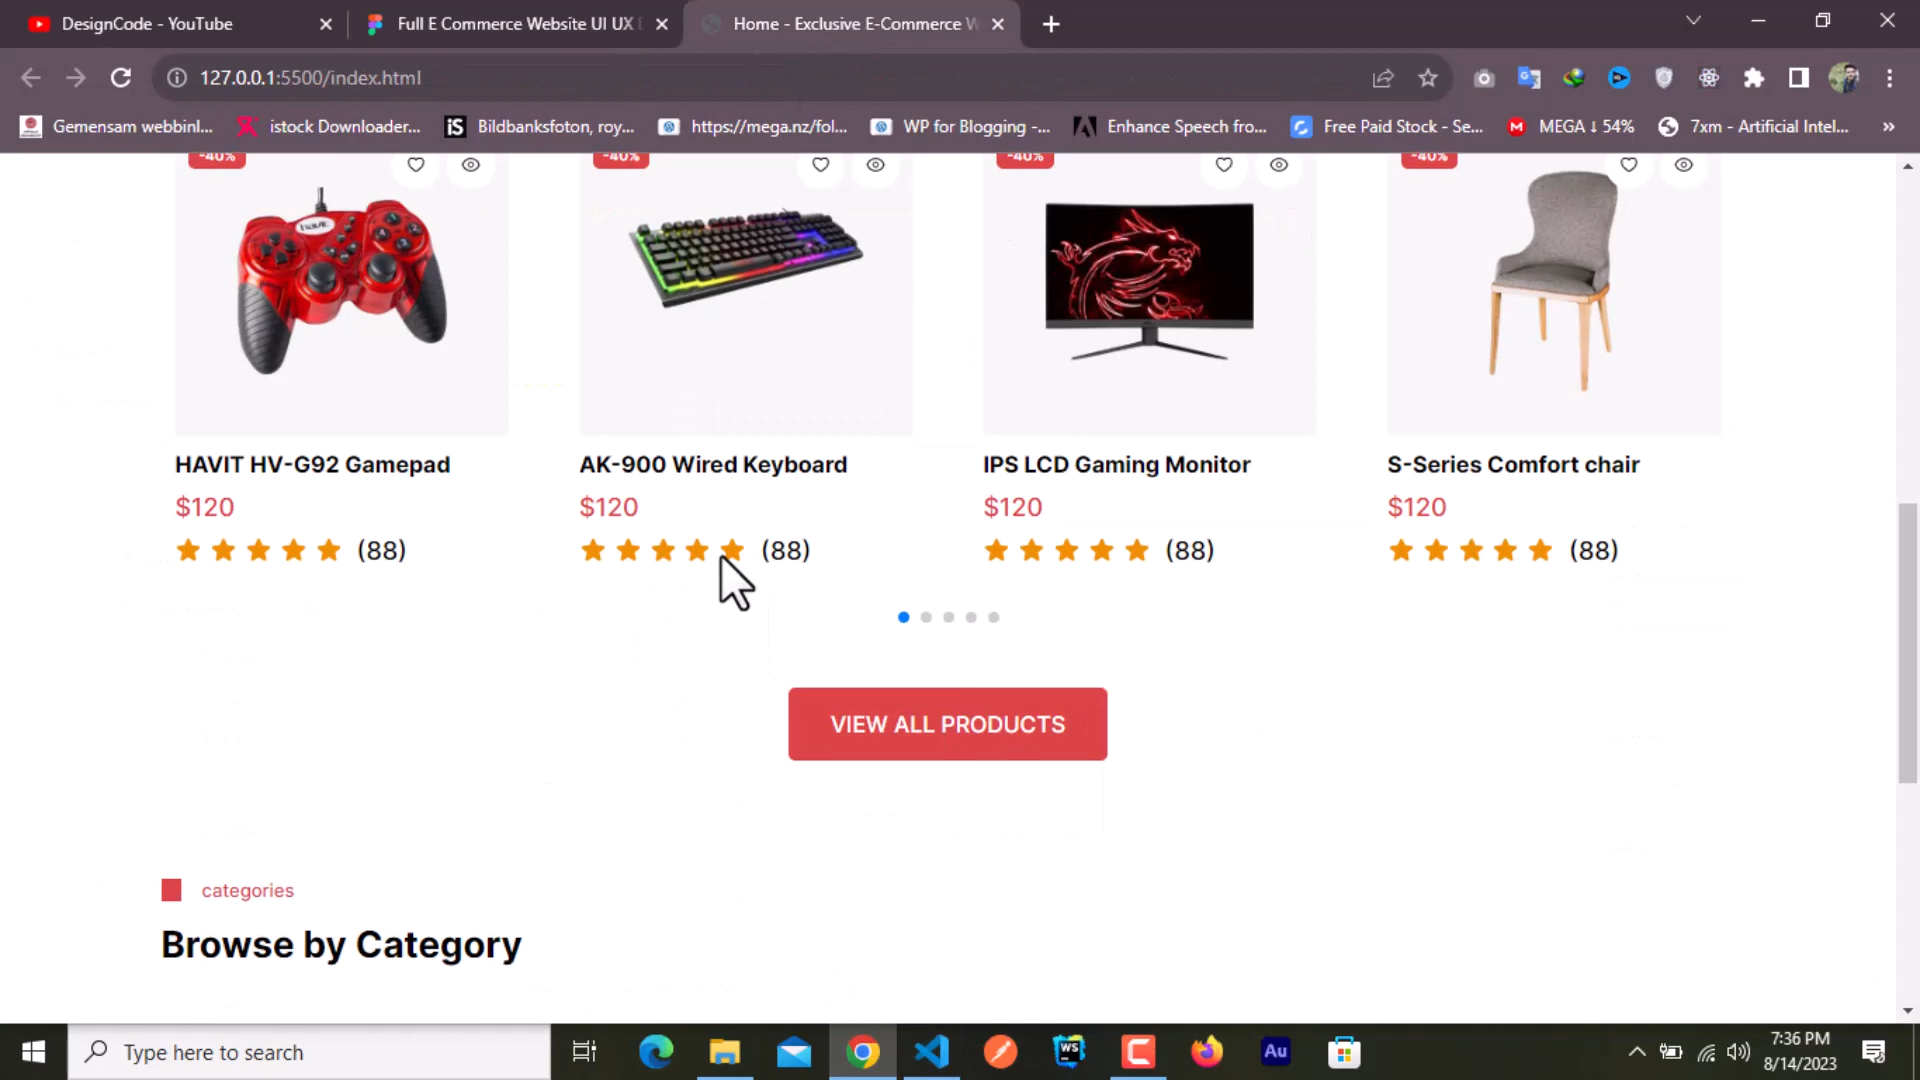 DesignCode - YouTube
Full E Commerce Website UI UX
Home - Exclusive E-Commerce W
127.0.0.1:5500/index.html
Gemensam webbinl...
istock Downloader...
iS
Bildbanksfoton, roy...
https://mega.nz/fol...
WP for Blogging -...
Enhance Speech fro...
Free Paid Stock - Se...
M
MEGA ⭳ 54%
7xm - Artificial Intel...
»
-40%
-40%
-40%
-40%
havit
HAVIT HV-G92 Gamepad
AK-900 Wired Keyboard
IPS LCD Gaming Monitor
S-Series Comfort chair
$120
$120
$120
$120
(88)
(88)
(88)
(88)
VIEW ALL PRODUCTS
categories
Browse by Category
Type here to search
WS
Au
7:36 PM
8/14/2023